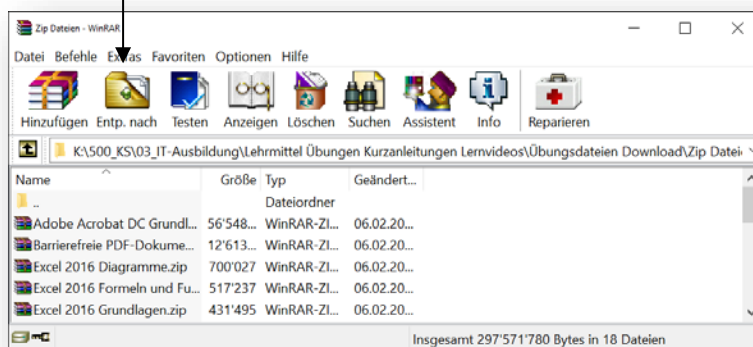 Zip Dateien - WinRAR
Datei Befehle Extras Favoriten Optionen Hilfe
Hinzufügen Entp. nach Testen Anzeigen Löschen Suchen Assistent Info Reparieren
K:\500_KS\03_IT-Ausbildung\Lehrmittel Übungen Kurzanleitungen Lernvideos\Übungsdateien Download\Zip Datei
Name Größe Typ Geändert...
.. Dateiordner
Adobe Acrobat DC Grundl... 56'548... WinRAR-ZI... 06.02.20...
Barrierefreie PDF-Dokume... 12'613... WinRAR-ZI... 06.02.20...
Excel 2016 Diagramme.zip 700'027 WinRAR-ZI... 06.02.20...
Excel 2016 Formeln und Fu... 517'237 WinRAR-ZI... 06.02.20...
Excel 2016 Grundlagen.zip 431'495 WinRAR-ZI... 06.02.20...
Insgesamt 297'571'780 Bytes in 18 Dateien